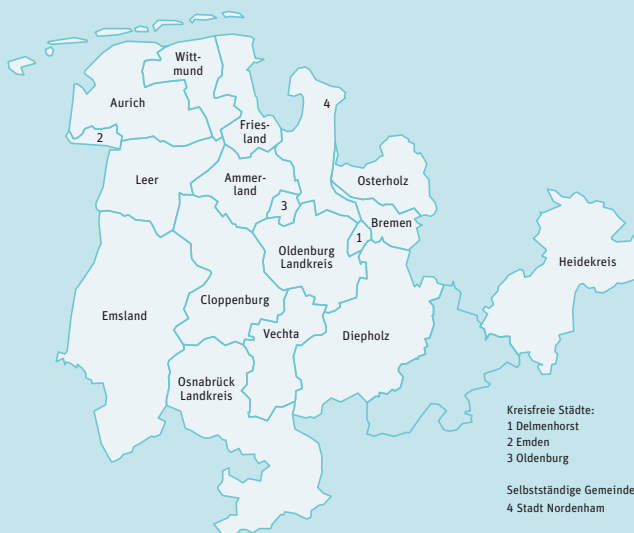 Witt-
mund
Aurich
4
2
Fries-
land
Leer
Ammer-
land
Osterholz
3
Bremen
1
Oldenburg
Landkreis
Heidekreis
Cloppenburg
Emsland
Vechta
Diepholz
Osnabrück
Landkreis
Kreisfreie Städte:
1 Delmenhorst
2 Emden
3 Oldenburg
Selbstständige Gemeinde
4 Stadt Nordenham